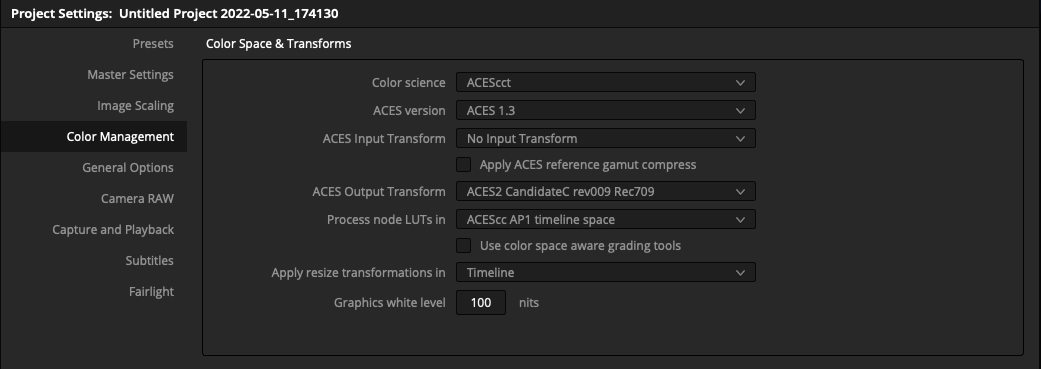 Project Settings: Untitled Project 2022-05-11_174130
Presets
Master Settings
Image Scaling
Color Management
General Options
Camera RAW
Capture and Playback
Subtitles
Fairlight
Color Space & Transforms
Color science ACEScct
ACES version ACES 1.3
ACES Input Transform No Input Transform
Apply ACES reference gamut compress
ACES Output Transform ACES2 CandidateC rev009 Rec709
Process node LUTs in ACEScc AP1 timeline space
Use color space aware grading tools
Apply resize transformations in Timeline
Graphics white level 100 nits